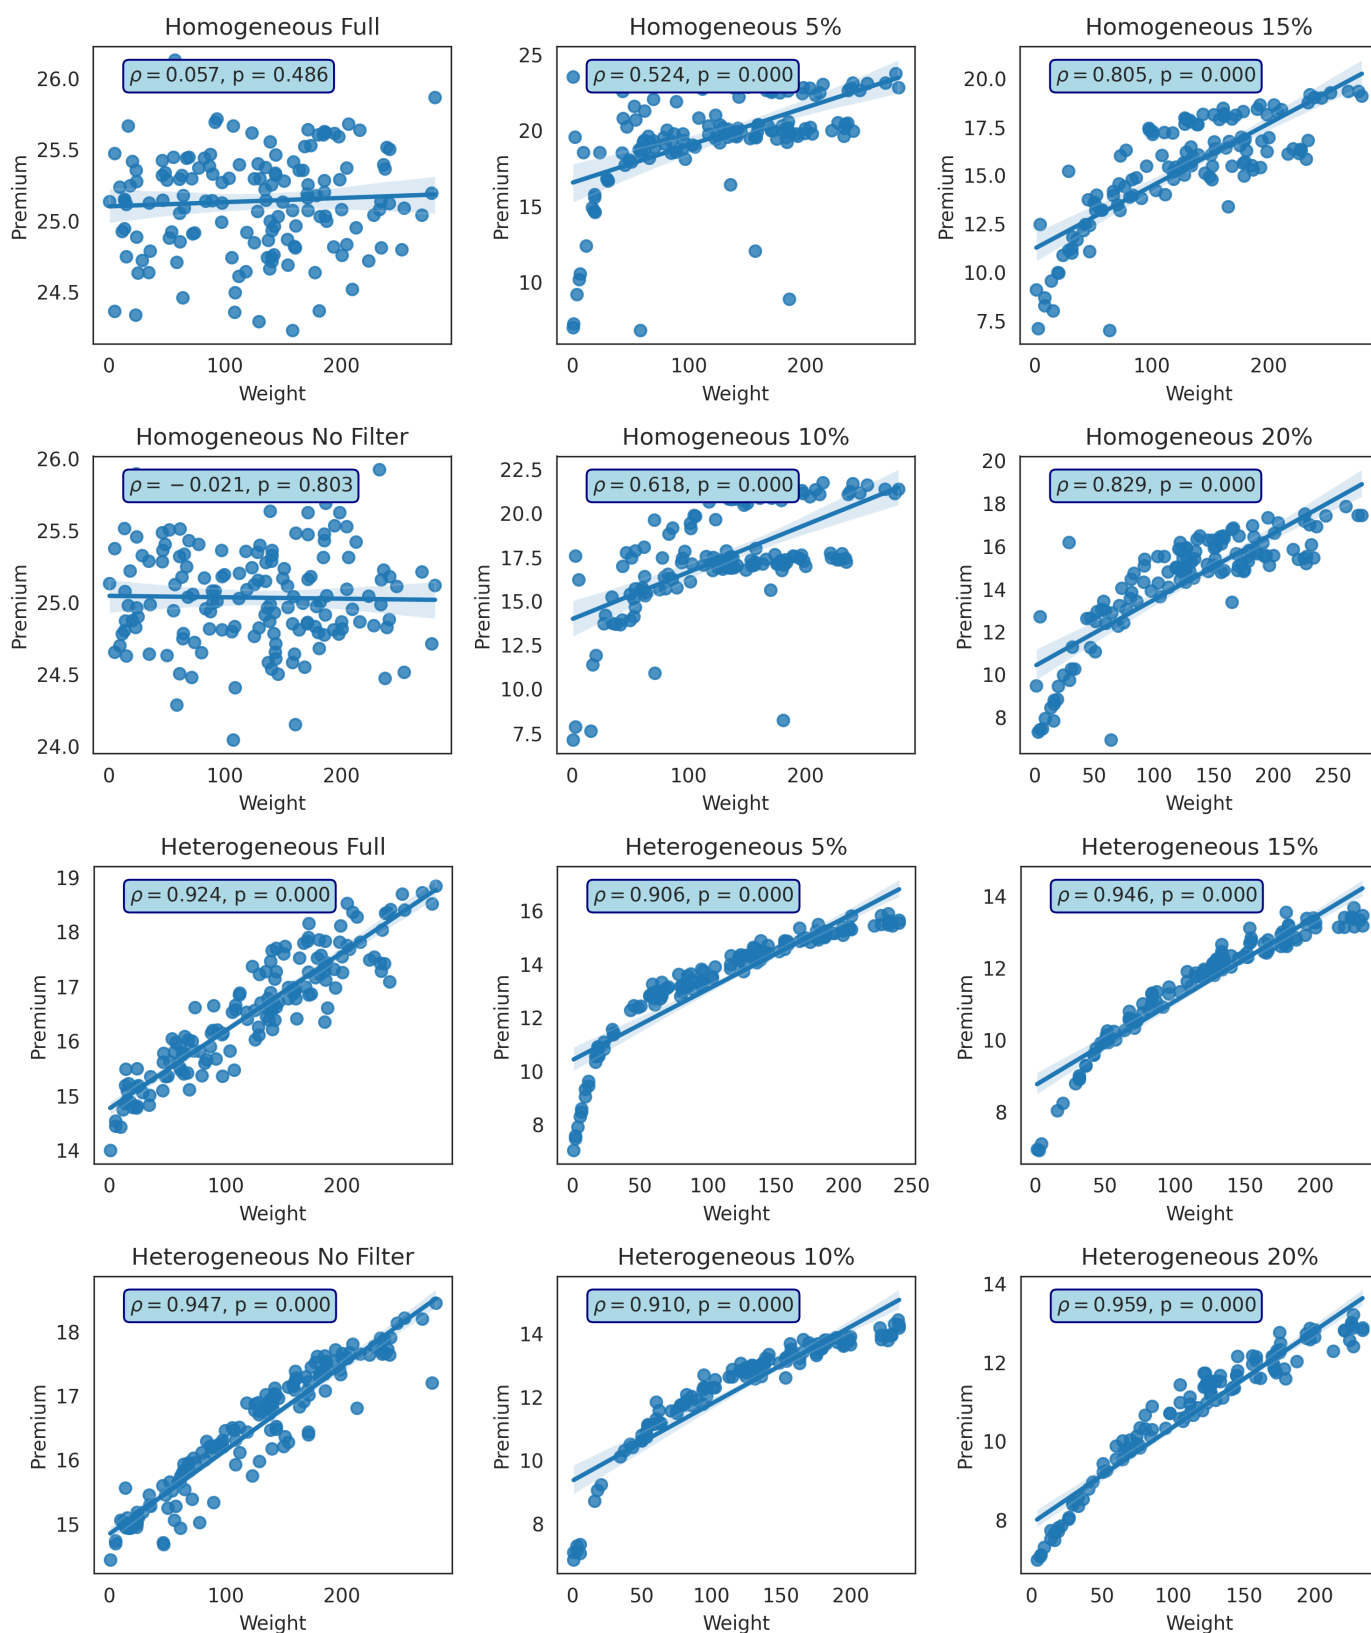 Homogeneous Full
ρ = 0.057, p = 0.486
Premium
26.0
25.5
25.0
24.5
0 100 200
Weight
Homogeneous 5%
ρ = 0.524, p = 0.000
Premium
25
20
15
10
0 100 200
Weight
Homogeneous 15%
ρ = 0.805, p = 0.000
Premium
20.0
17.5
15.0
12.5
10.0
7.5
0 100 200
Weight
Homogeneous No Filter
ρ = − 0.021, p = 0.803
Premium
26.0
25.5
25.0
24.5
24.0
0 100 200
Weight
Homogeneous 10%
ρ = 0.618, p = 0.000
Premium
22.5
20.0
17.5
15.0
12.5
10.0
7.5
0 100 200
Weight
Homogeneous 20%
ρ = 0.829, p = 0.000
Premium
20
18
16
14
12
10
8
0 50 100 150 200 250
Weight
Heterogeneous Full
ρ = 0.924, p = 0.000
Premium
19
18
17
16
15
14
0 100 200
Weight
Heterogeneous 5%
ρ = 0.906, p = 0.000
Premium
16
14
12
10
8
0 50 100 150 200 250
Weight
Heterogeneous 15%
ρ = 0.946, p = 0.000
Premium
14
12
10
8
0 50 100 150 200
Weight
Heterogeneous No Filter
ρ = 0.947, p = 0.000
Premium
18
17
16
15
0 100 200
Weight
Heterogeneous 10%
ρ = 0.910, p = 0.000
Premium
14
12
10
8
0 50 100 150 200
Weight
Heterogeneous 20%
ρ = 0.959, p = 0.000
Premium
14
12
10
8
0 50 100 150 200
Weight